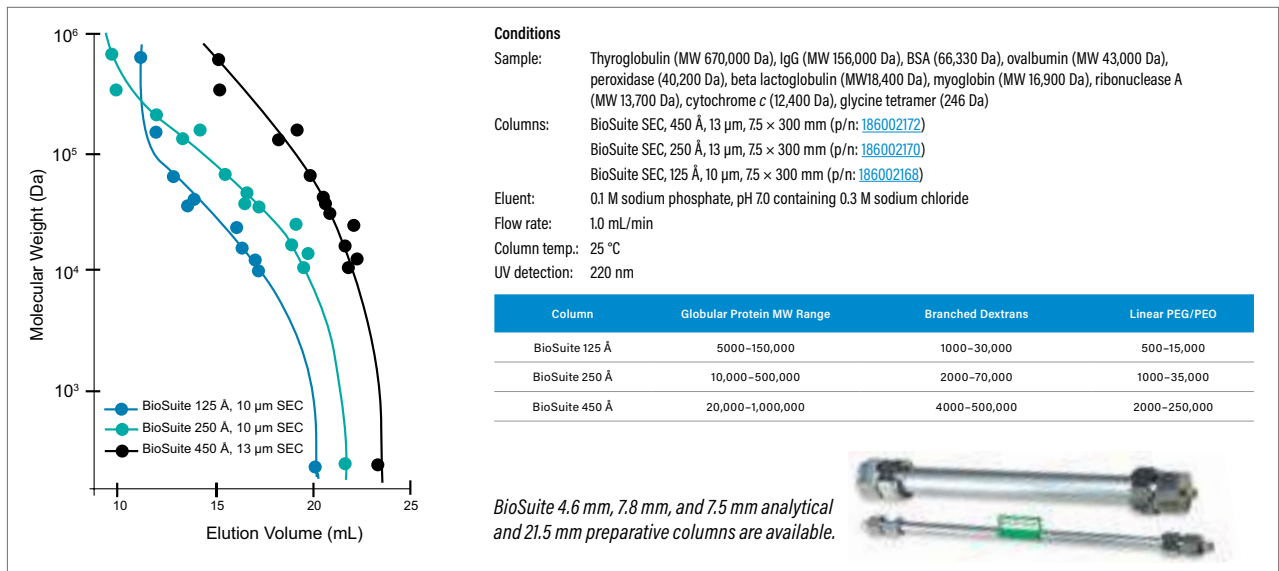 10⁶
10⁵
10⁴
10³
Molecular Weight (Da)
BioSuite 125 Å, 10 µm SEC
BioSuite 250 Å, 10 µm SEC
BioSuite 450 Å, 13 µm SEC
10 15 20 25
Elution Volume (mL)
Conditions
Sample: Thyroglobulin (MW 670,000 Da), IgG (MW 156,000 Da), BSA (66,330 Da), ovalbumin (MW 43,000 Da),
peroxidase (40,200 Da), beta lactoglobulin (MW18,400 Da), myoglobin (MW 16,900 Da), ribonuclease A
(MW 13,700 Da), cytochrome c (12,400 Da), glycine tetramer (246 Da)
Columns: BioSuite SEC, 450 Å, 13 µm, 7.5 × 300 mm (p/n: 186002172)
BioSuite SEC, 250 Å, 13 µm, 7.5 × 300 mm (p/n: 186002170)
BioSuite SEC, 125 Å, 10 µm, 7.5 × 300 mm (p/n: 186002168)
Eluent: 0.1 M sodium phosphate, pH 7.0 containing 0.3 M sodium chloride
Flow rate: 1.0 mL/min
Column temp.: 25 °C
UV detection: 220 nm
Column Globular Protein MW Range Branched Dextrans Linear PEG/PEO
BioSuite 125 Å 5000–150,000 1000–30,000 500–15,000
BioSuite 250 Å 10,000–500,000 2000–70,000 1000–35,000
BioSuite 450 Å 20,000–1,000,000 4000–500,000 2000–250,000
BioSuite 4.6 mm, 7.8 mm, and 7.5 mm analytical
and 21.5 mm preparative columns are available.